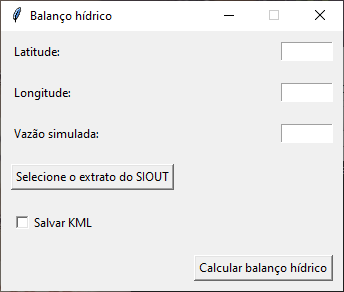 Balanço hídrico
Latitude:
Longitude:
Vazão simulada:
Selecione o extrato do SIOUT
Salvar KML
Calcular balanço hídrico